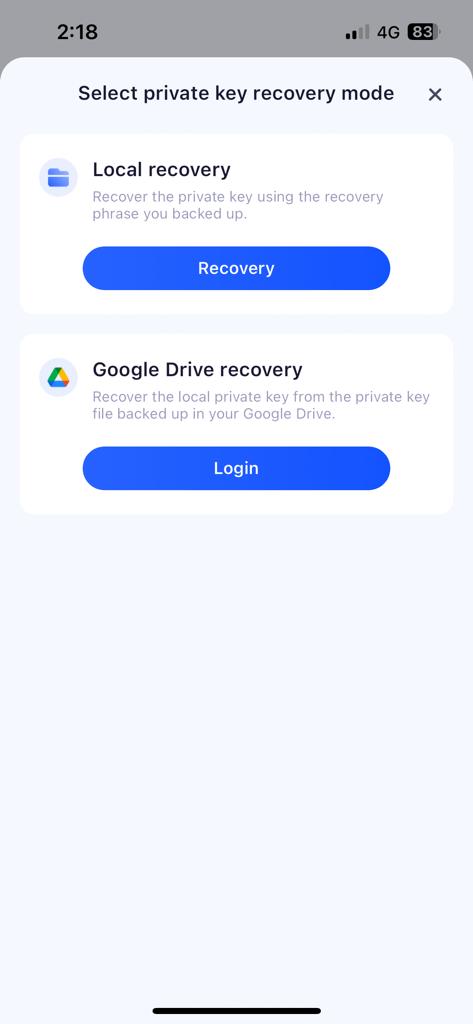 2:18 4G 83
Select private key recovery mode
Local recovery
Recover the private key using the recovery
phrase you backed up.
Recovery
Google Drive recovery
Recover the local private key from the private key
file backed up in your Google Drive.
Login